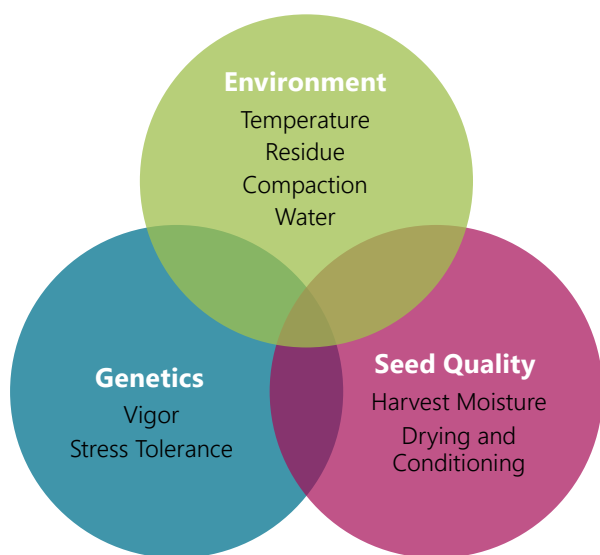 Environment
Temperature
Residue
Compaction
Water
Genetics
Vigor
Stress Tolerance
Seed Quality
Harvest Moisture
Drying and
Conditioning